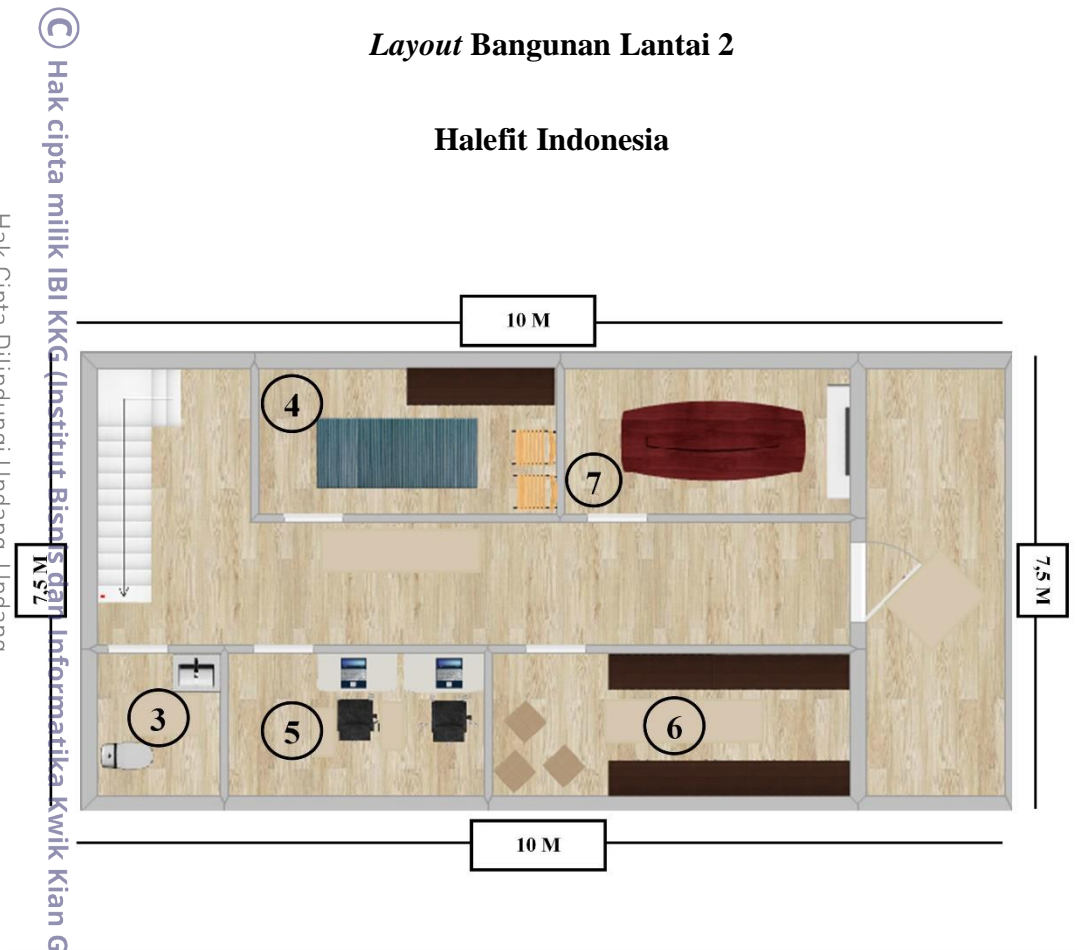 Layout Bangunan Lantai 2
Halefit Indonesia
10 M
4
7
7,5 M
7,5 M
3
5
6
10 M
© Hak cipta milik IBI KKG (Institut Bisnis dan Informatika Kwik Kian G
Hak Cipta Dilindungi Undang-Undang